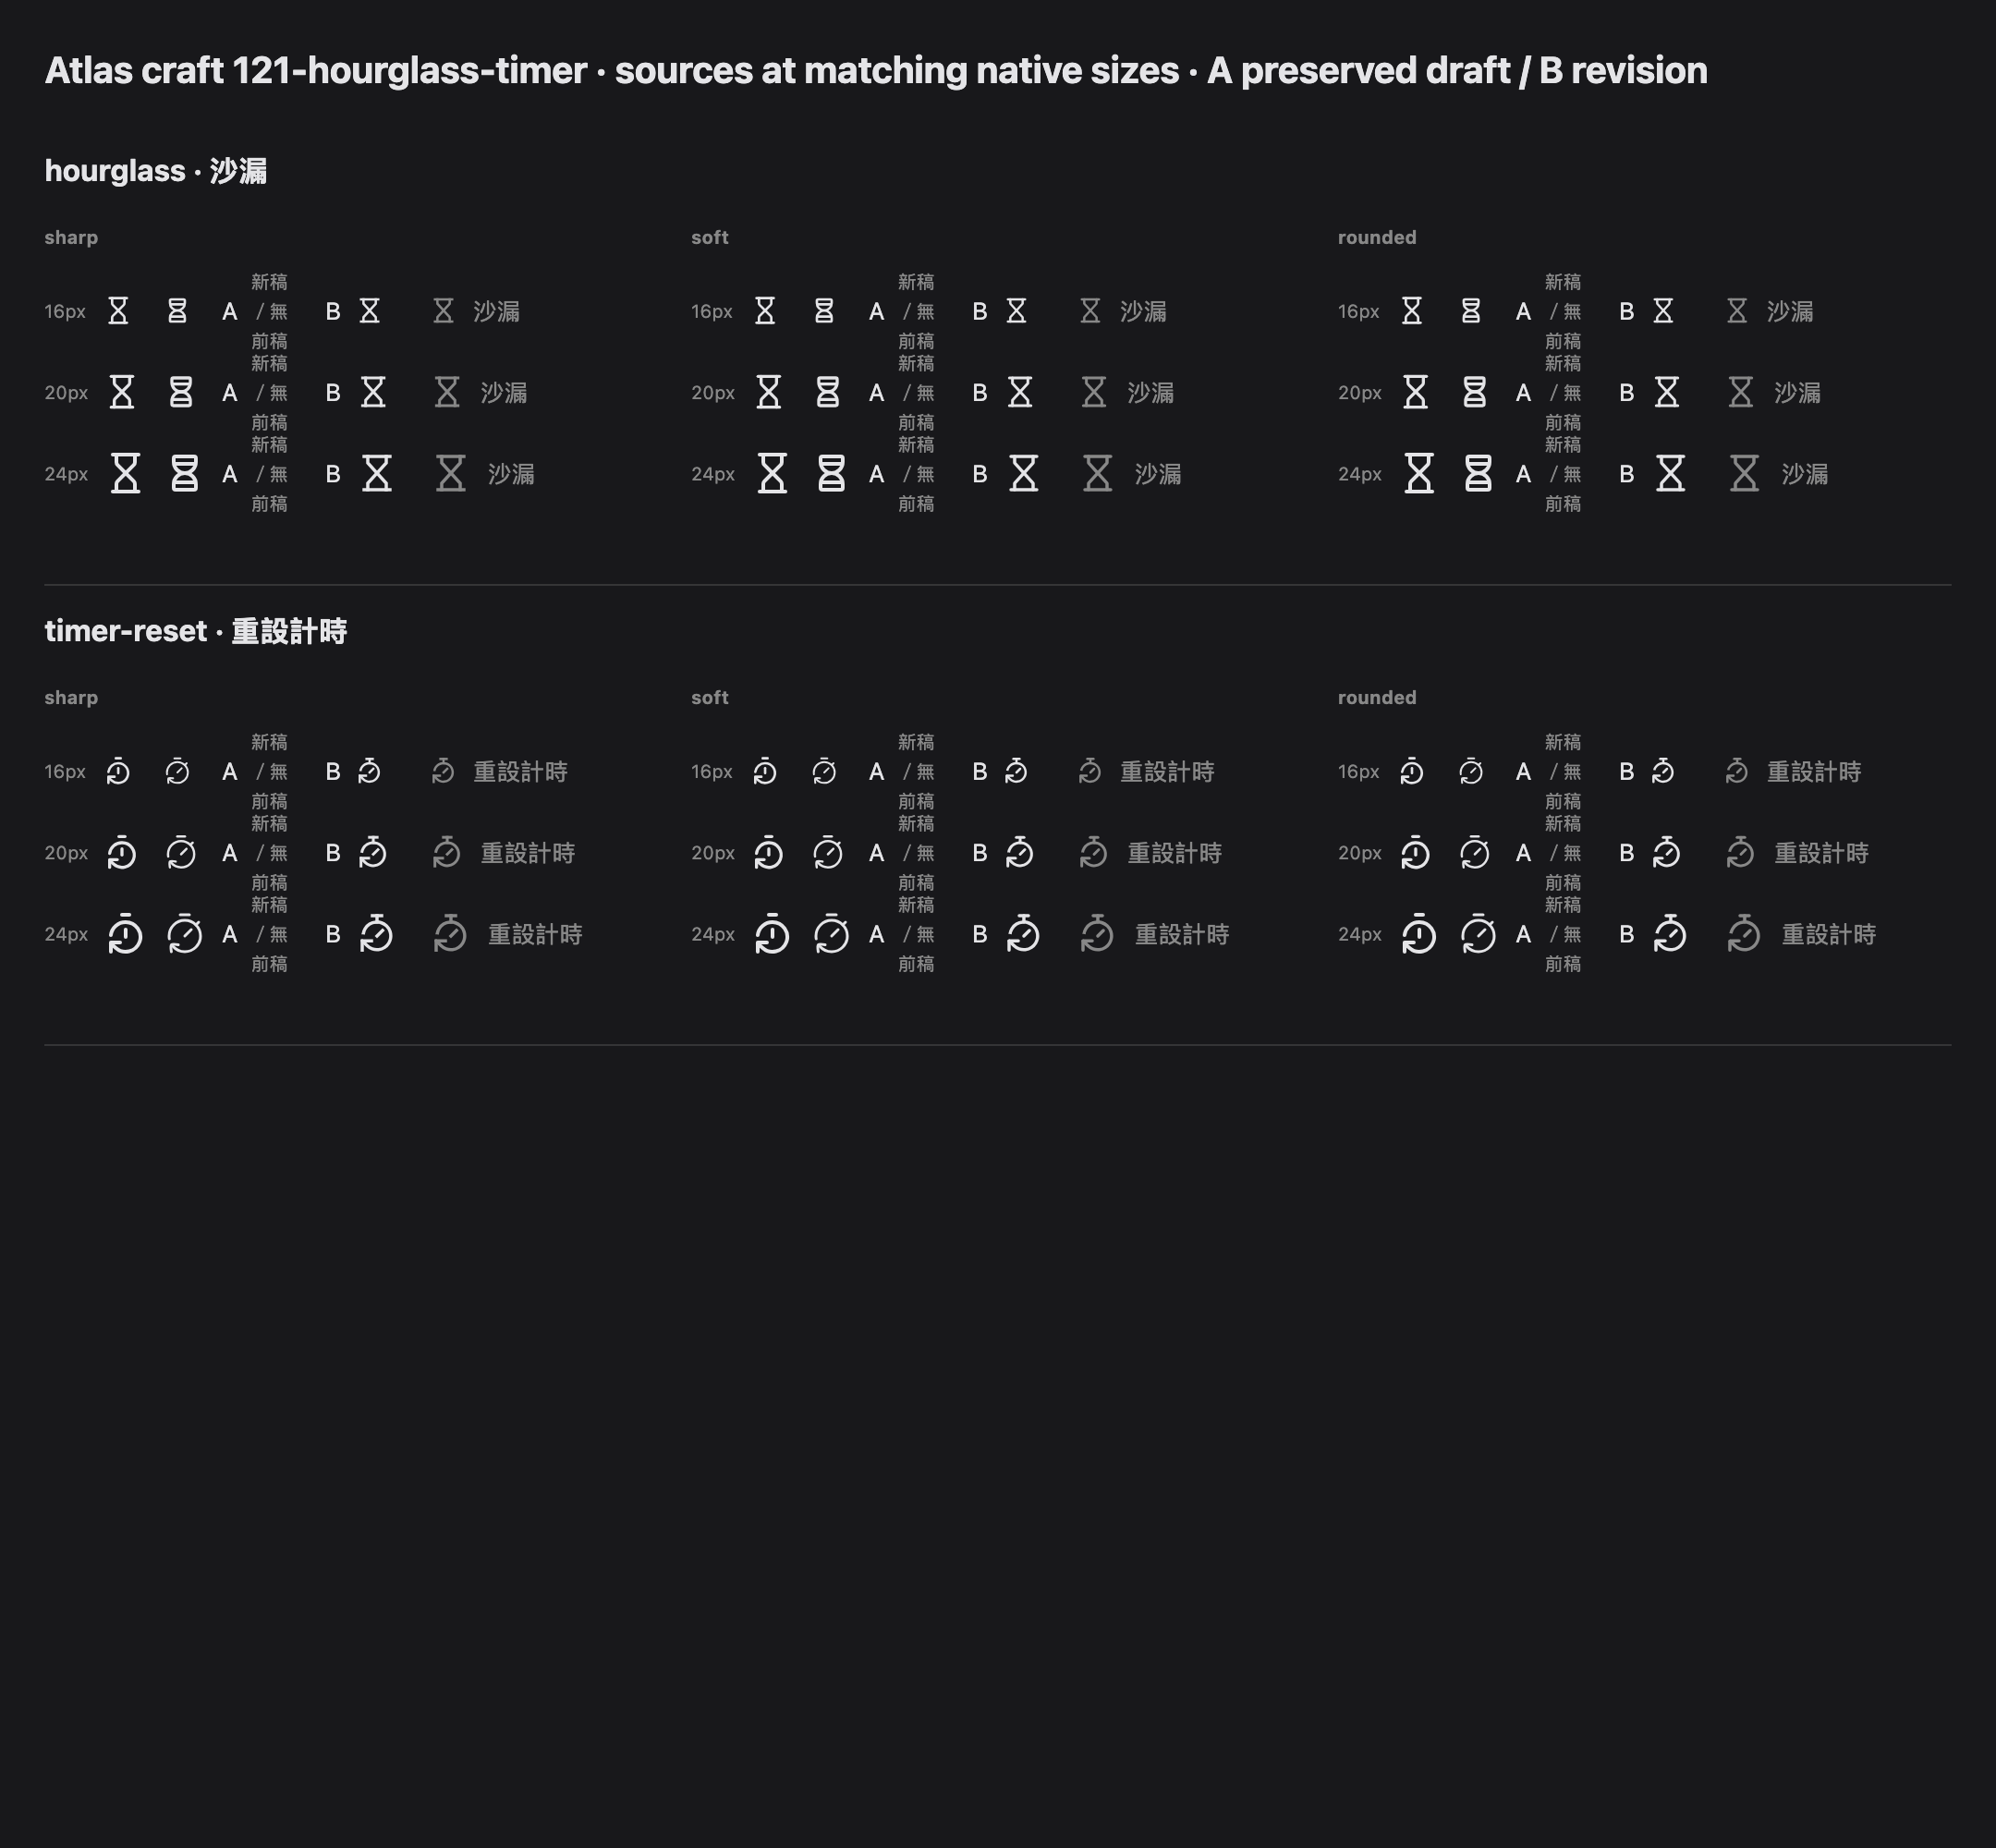 Atlas craft 121-hourglass-timer · sources at matching native sizes · A preserved draft / B revision
hourglass · 沙漏
sharp
16px A 新稿 / 無前稿 B 沙漏
20px A 新稿 / 無前稿 B 沙漏
24px A 新稿 / 無前稿 B 沙漏
soft
16px A 新稿 / 無前稿 B 沙漏
20px A 新稿 / 無前稿 B 沙漏
24px A 新稿 / 無前稿 B 沙漏
rounded
16px A 新稿 / 無前稿 B 沙漏
20px A 新稿 / 無前稿 B 沙漏
24px A 新稿 / 無前稿 B 沙漏
timer-reset · 重設計時
sharp
16px A 新稿 / 無前稿 B 重設計時
20px A 新稿 / 無前稿 B 重設計時
24px A 新稿 / 無前稿 B 重設計時
soft
16px A 新稿 / 無前稿 B 重設計時
20px A 新稿 / 無前稿 B 重設計時
24px A 新稿 / 無前稿 B 重設計時
rounded
16px A 新稿 / 無前稿 B 重設計時
20px A 新稿 / 無前稿 B 重設計時
24px A 新稿 / 無前稿 B 重設計時